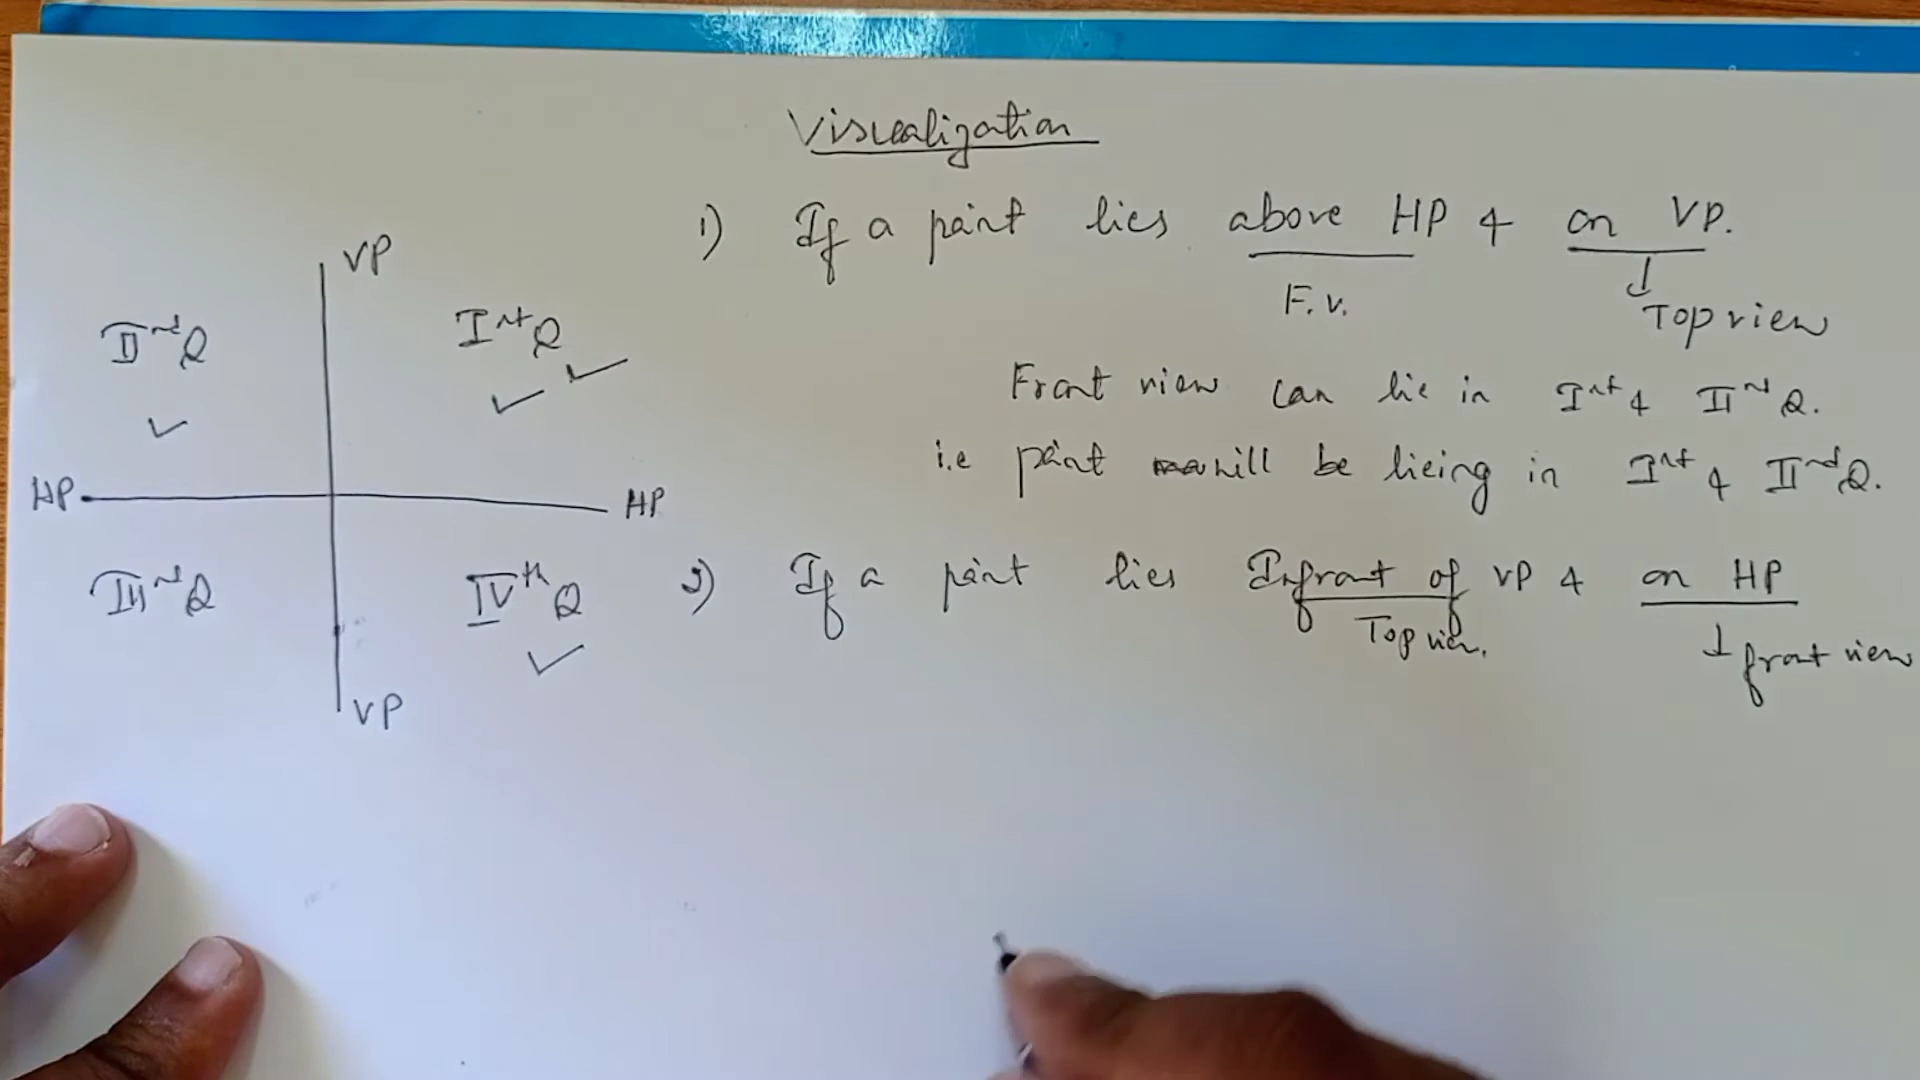 Visualization
1) If a point lies above HP & on VP.
F.V.
Top view
Front view can lie in Ist & IInd Q.
i.e point will be lieing in Ist & IInd Q.
2) If a point lies Infront of VP & on HP
Top view.
front view
VP
IInd Q
Ist Q
HP
HP
IIIrd Q
IVth Q
VP